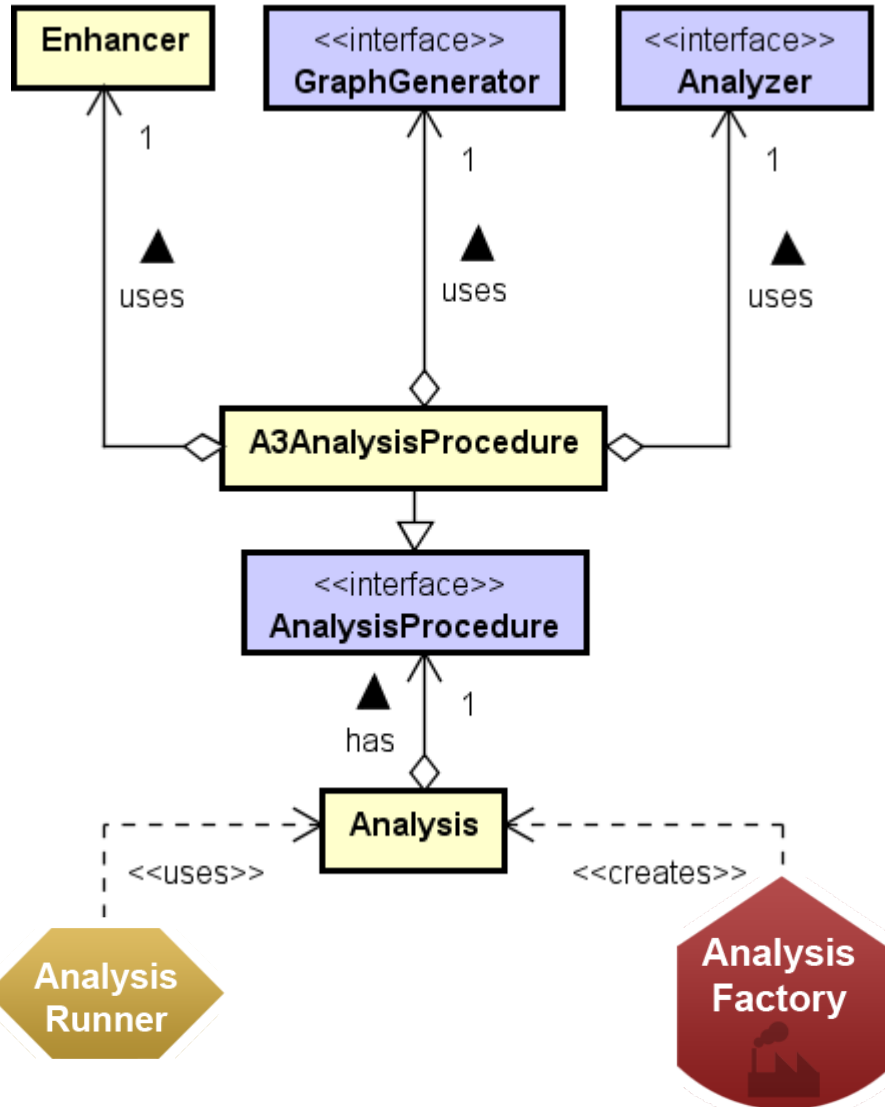 Enhancer
<<interface>>
GraphGenerator
<<interface>>
Analyzer
1
1
1
uses
uses
uses
A3AnalysisProcedure
<<interface>>
AnalysisProcedure
1
has
Analysis
<<uses>>
<<creates>>
Analysis
Runner
Analysis
Factory